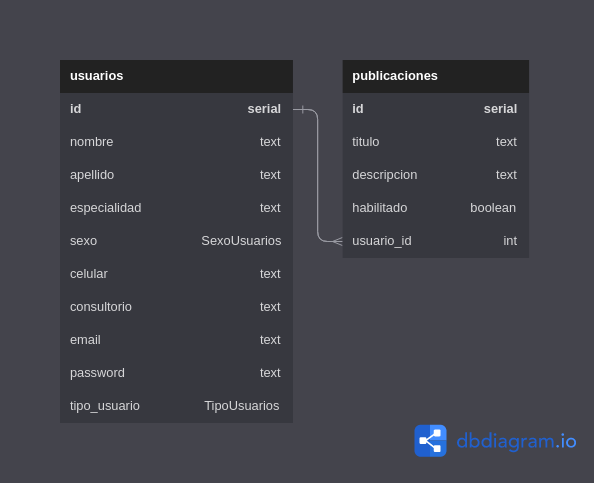 usuarios
id serial
nombre text
apellido text
especialidad text
sexo SexoUsuarios
celular text
consultorio text
email text
password text
tipo_usuario TipoUsuarios
publicaciones
id serial
titulo text
descripcion text
habilitado boolean
usuario_id int
dbdiagram.io